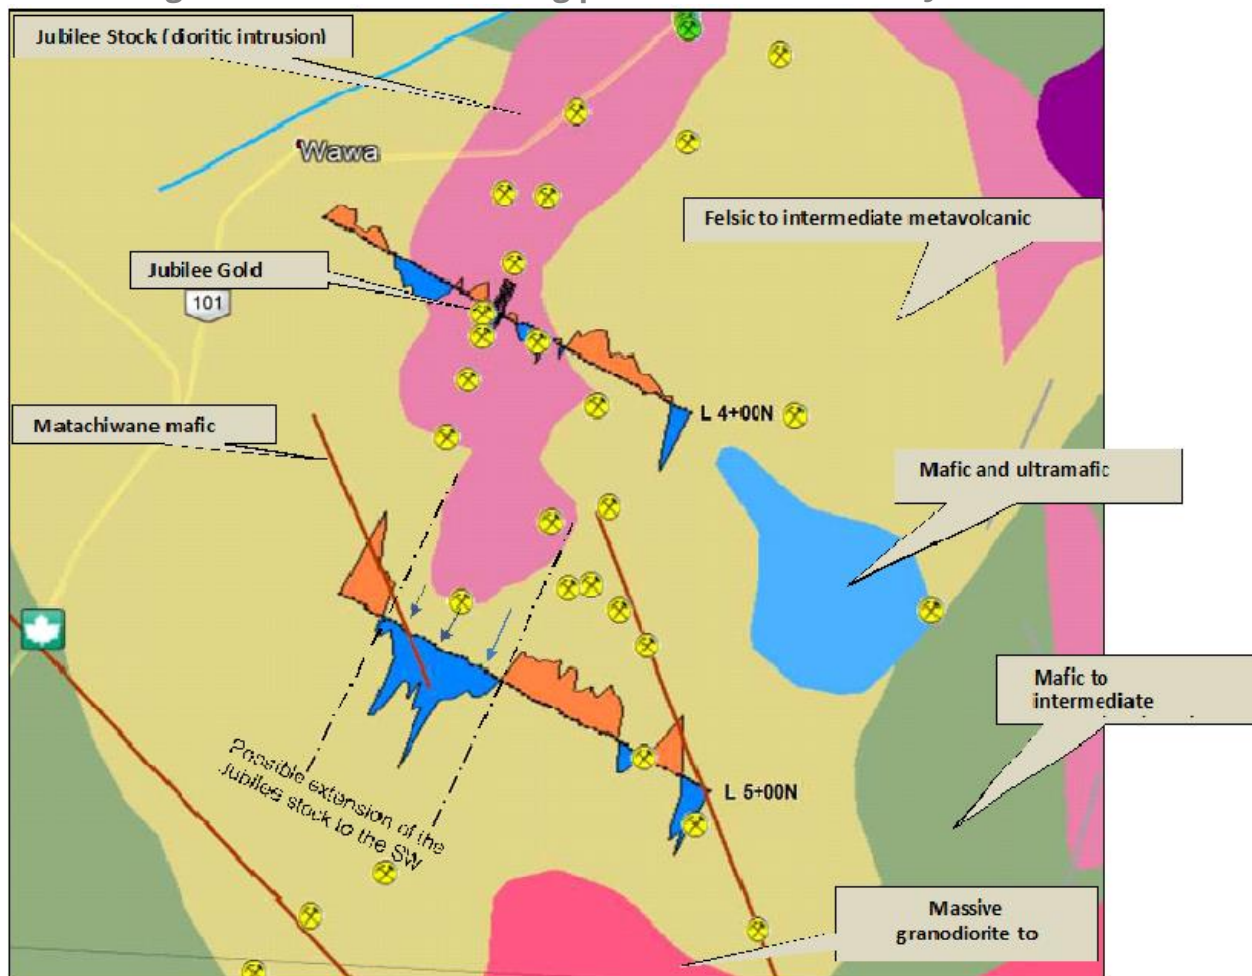 Jubilee Stock (dioritic intrusion)
Wawa
Felsic to intermediate metavolcanic
Jubilee Gold
101
Matachiwane mafic
L 4+00N
Mafic and ultramafic
Mafic to
intermediate
Possible extension of the
Jubilee stock to the SW
L 5+00N
Massive
granodiorite to